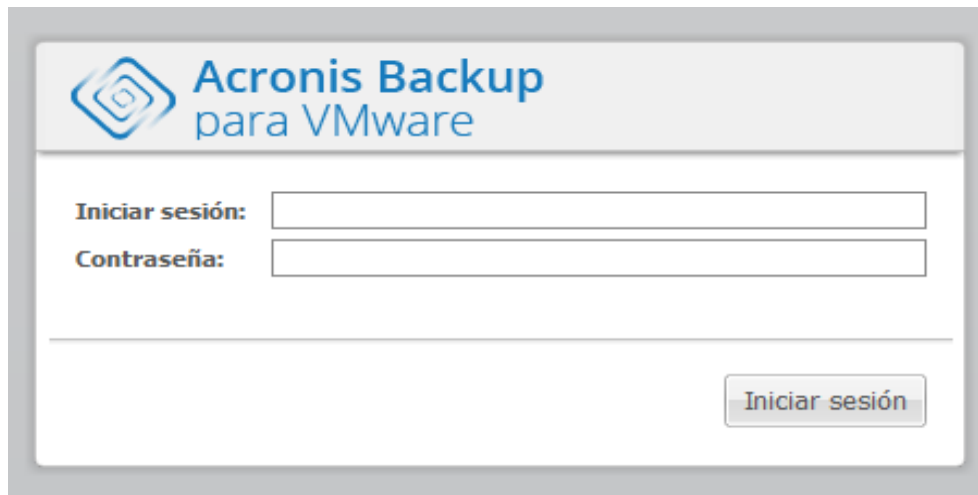 Acronis Backup
para VMware
Iniciar sesión:
Contraseña:
Iniciar sesión